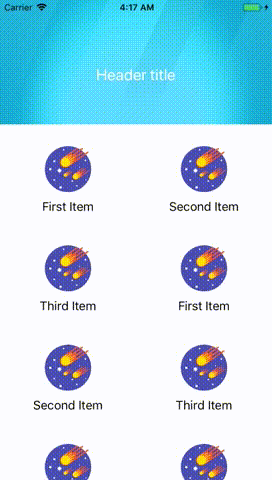 Carrier 4:17 AM
Header title
First Item Second Item
Third Item First Item
Second Item Third Item